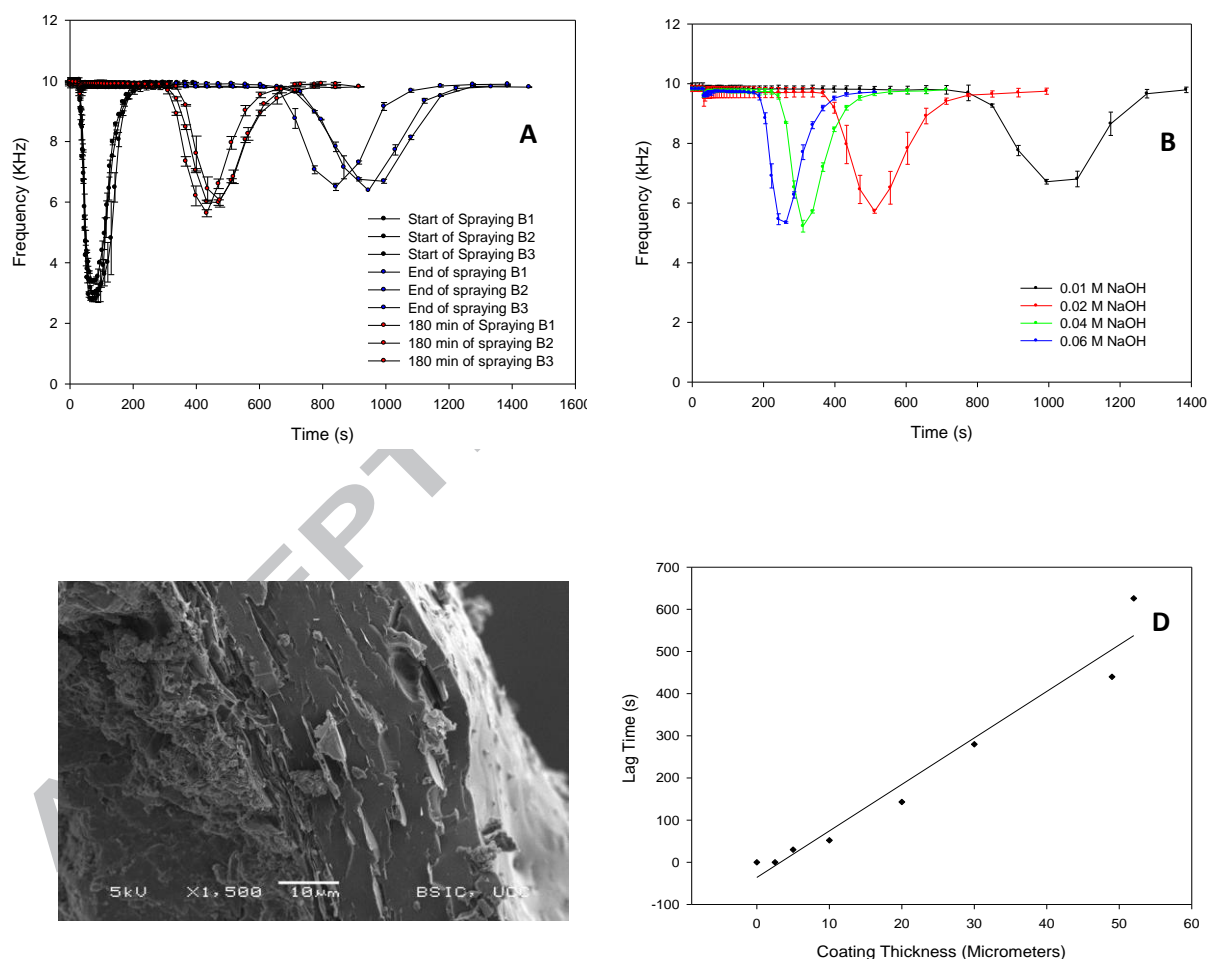 12
10
8
6
4
2
0
Frequency (KHz)
0 200 400 600 800 1000 1200 1400 1600
Time (s)
A
Start of Spraying B1
Start of Spraying B2
Start of Spraying B3
End of spraying B1
End of spraying B2
End of spraying B3
180 min of Spraying B1
180 min of spraying B2
180 min of Spraying B3
12
10
8
6
4
2
0
Frequency (kHz)
0 200 400 600 800 1000 1200 1400
Time (s)
B
0.01 M NaOH
0.02 M NaOH
0.04 M NaOH
0.06 M NaOH
EPT
5kV X1,500 10µm BSIC, UCC
700
600
500
400
300
200
100
0
-100
Lag Time (s)
0 10 20 30 40 50 60
Coating Thickness (Micrometers)
D